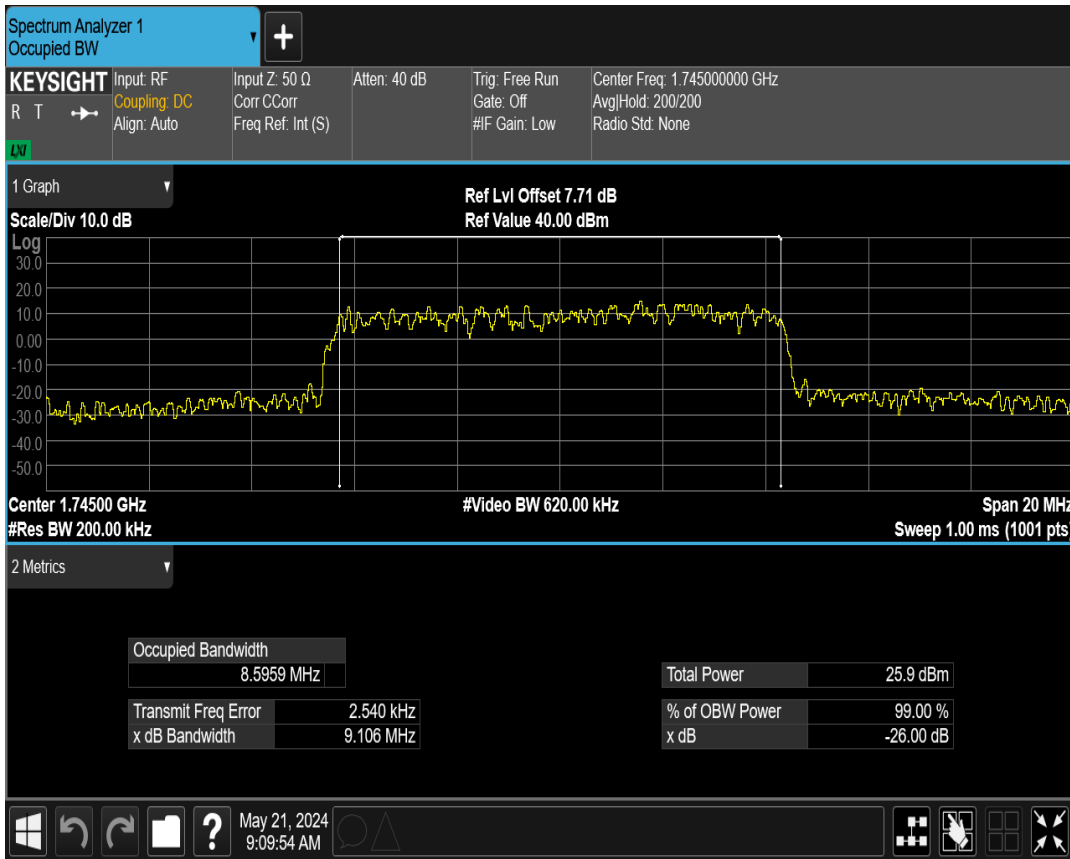 Spectrum Analyzer 1
Occupied BW
KEYSIGHT
R T
LXI
Input: RF
Coupling: DC
Align: Auto
Input Z: 50 Ω
Corr CCorr
Freq Ref: Int (S)
Atten: 40 dB
Trig: Free Run
Gate: Off
#IF Gain: Low
Center Freq: 1.745000000 GHz
Avg|Hold: 200/200
Radio Std: None
1 Graph
Scale/Div 10.0 dB
Ref Lvl Offset 7.71 dB
Ref Value 40.00 dBm
Log
30.0
20.0
10.0
0.00
-10.0
-20.0
-30.0
-40.0
-50.0
Center 1.74500 GHz
#Video BW 620.00 kHz
Span 20 MHz
#Res BW 200.00 kHz
Sweep 1.00 ms (1001 pts)
2 Metrics
Occupied Bandwidth
8.5959 MHz
Total Power 25.9 dBm
Transmit Freq Error 2.540 kHz
% of OBW Power 99.00 %
x dB Bandwidth 9.106 MHz
x dB -26.00 dB
?
May 21, 2024
9:09:54 AM